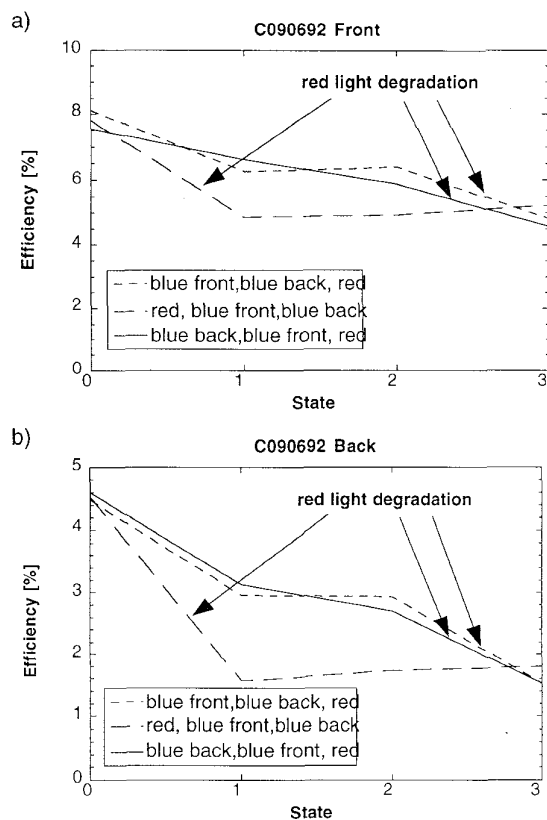 a)
C090692 Front
10
8
6
4
2
0
Efficiency [%]
red light degradation
blue front,blue back, red
red, blue front,blue back
blue back,blue front, red
0 1 2 3
State
b)
C090692 Back
5
4
3
2
1
0
Efficiency [%]
red light degradation
blue front,blue back, red
red, blue front,blue back
blue back,blue front, red
0 1 2 3
State